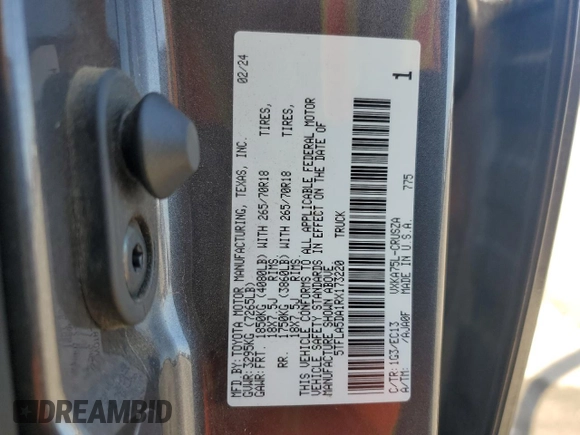 MFD.BY: TOYOTA MOTOR MANUFACTURING, TEXAS, INC. 02/24
GVWR: 3295KG (7265LB)
GAWR: FRT. 1850KG (4080LB) WITH 265/70R18 TIRES,
18X7.5J RIMS
RR. 1750KG (3860LB) WITH 265/70R18 TIRES,
18X7.5J RIMS
THIS VEHICLE CONFORMS TO ALL APPLICABLE FEDERAL MOTOR
VEHICLE SAFETY STANDARDS IN EFFECT ON THE DATE OF
MANUFACTURE SHOWN ABOVE.
5TFLA5DA1RX173220 TRUCK
1
C/TR: 1G3/EC13 VXKA75L-CRUSZA
A/TM: /AJA0F MADE IN U.S.A. 775
DREAMBID